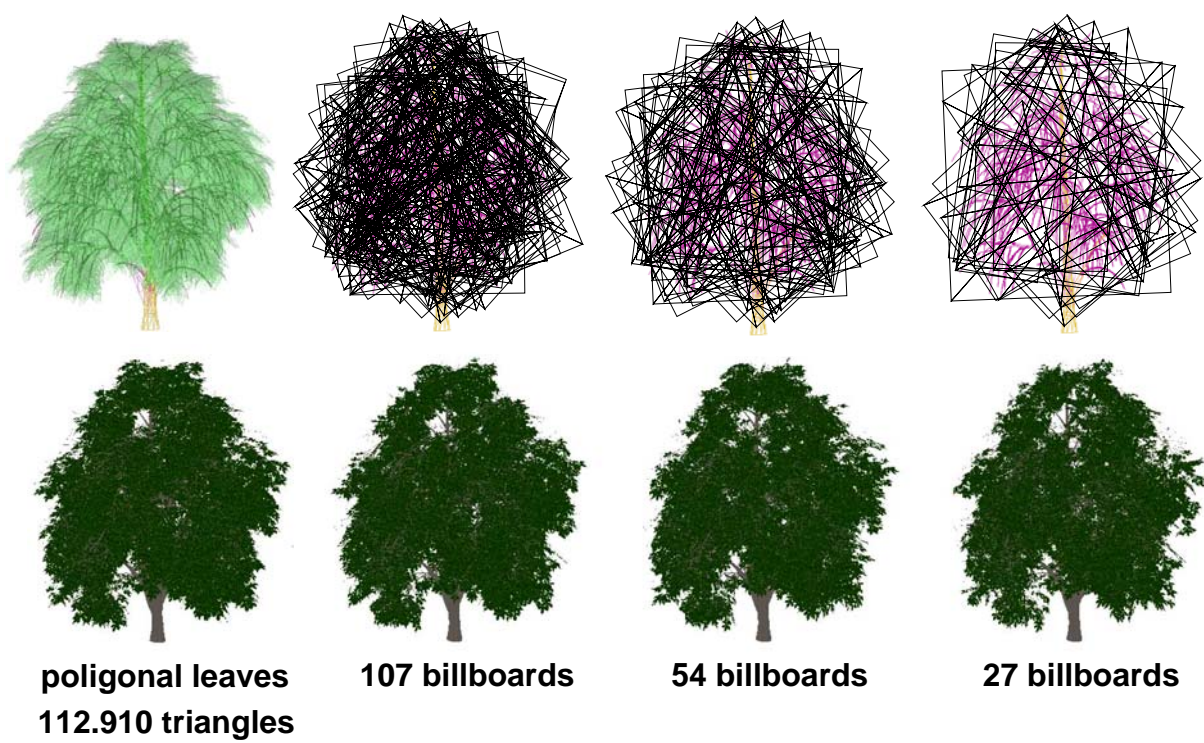 poligonal leaves
112.910 triangles
107 billboards
54 billboards
27 billboards